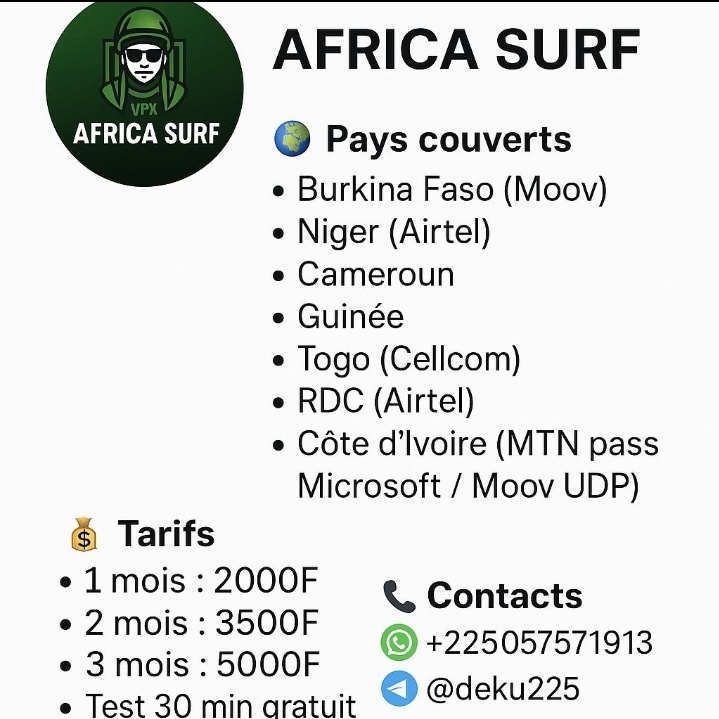 VPX
AFRICA SURF
AFRICA SURF
Pays couverts
• Burkina Faso (Moov)
• Niger (Airtel)
• Cameroun
• Guinée
• Togo (Cellcom)
• RDC (Airtel)
• Côte d’Ivoire (MTN pass
Microsoft / Moov UDP)
Tarifs
• 1 mois : 2000F
• 2 mois : 3500F
• 3 mois : 5000F
• Test 30 min gratuit
Contacts
+225057571913
@deku225